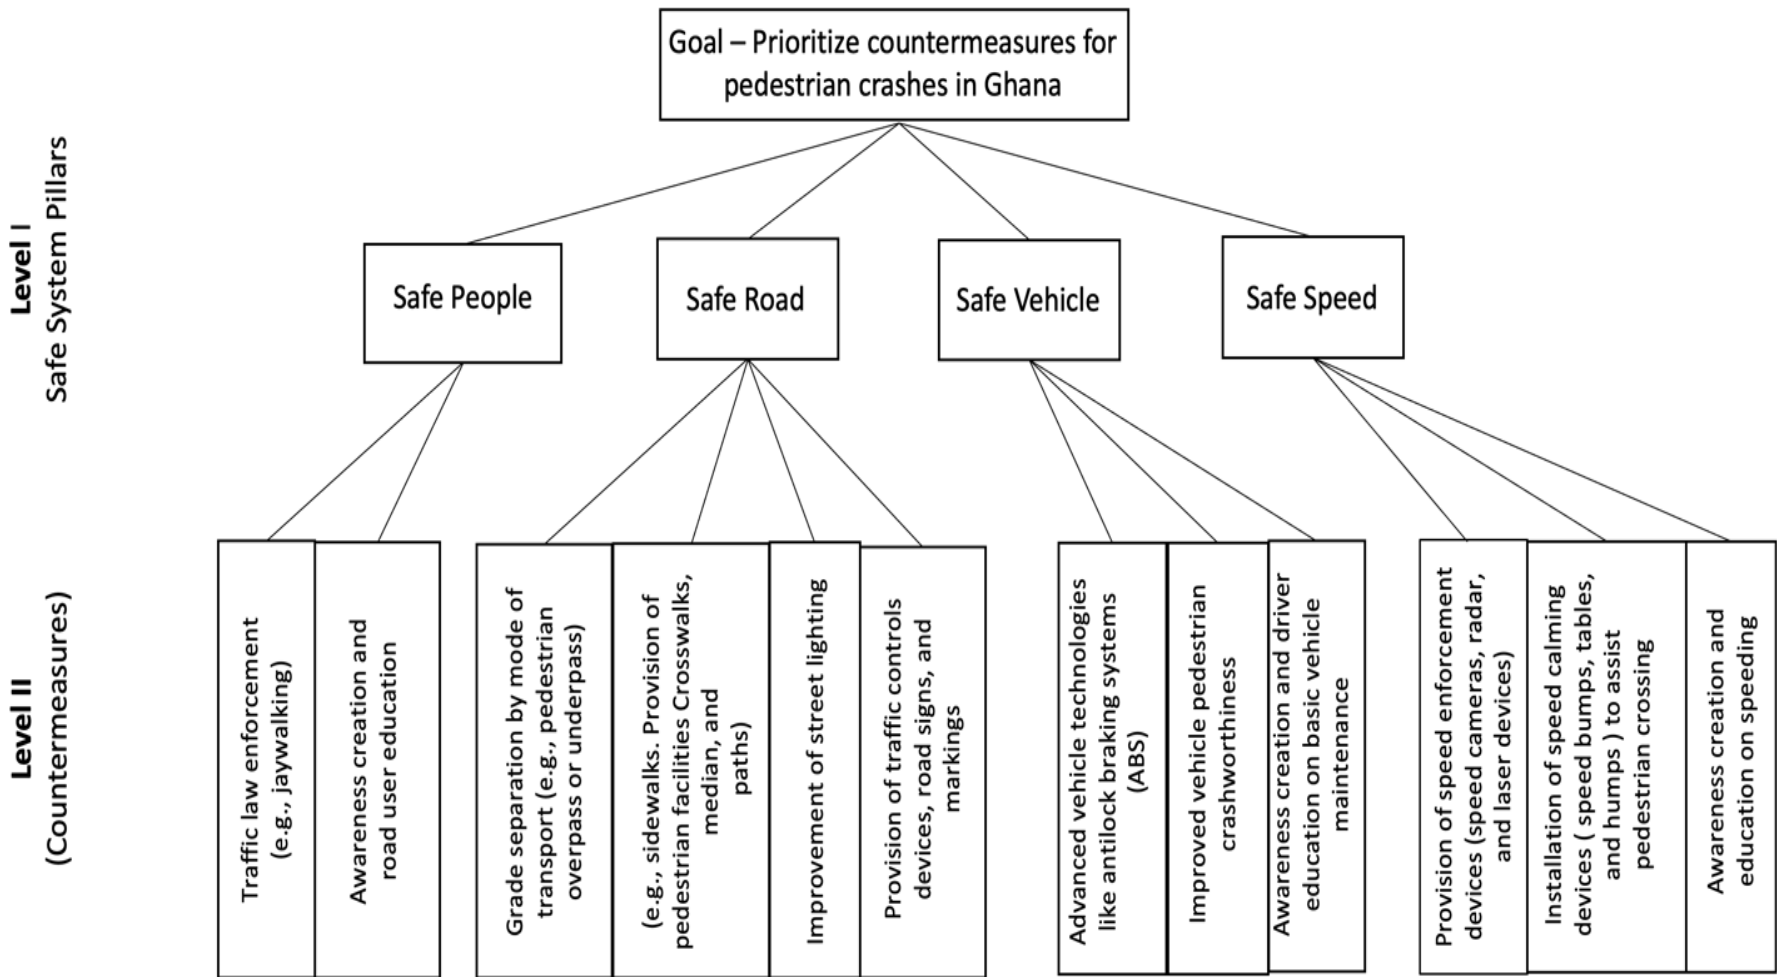 Goal – Prioritize countermeasures for
pedestrian crashes in Ghana
Level I
Safe System Pillars
Safe People
Safe Road
Safe Vehicle
Safe Speed
Level II
(Countermeasures)
Traffic law enforcement
(e.g., jaywalking)
Awareness creation and
road user education
Grade separation by mode of
transport (e.g., pedestrian
overpass or underpass)
(e.g., sidewalks. Provision of
pedestrian facilities Crosswalks,
median, and
paths)
Improvement of street lighting
Provision of traffic controls
devices, road signs, and
markings
Advanced vehicle technologies
like antilock braking systems
(ABS)
Improved vehicle pedestrian
crashworthiness
Awareness creation and driver
education on basic vehicle
maintenance
Provision of speed enforcement
devices (speed cameras, radar,
and laser devices)
Installation of speed calming
devices ( speed bumps, tables,
and humps ) to assist
pedestrian crossing
Awareness creation and
education on speeding